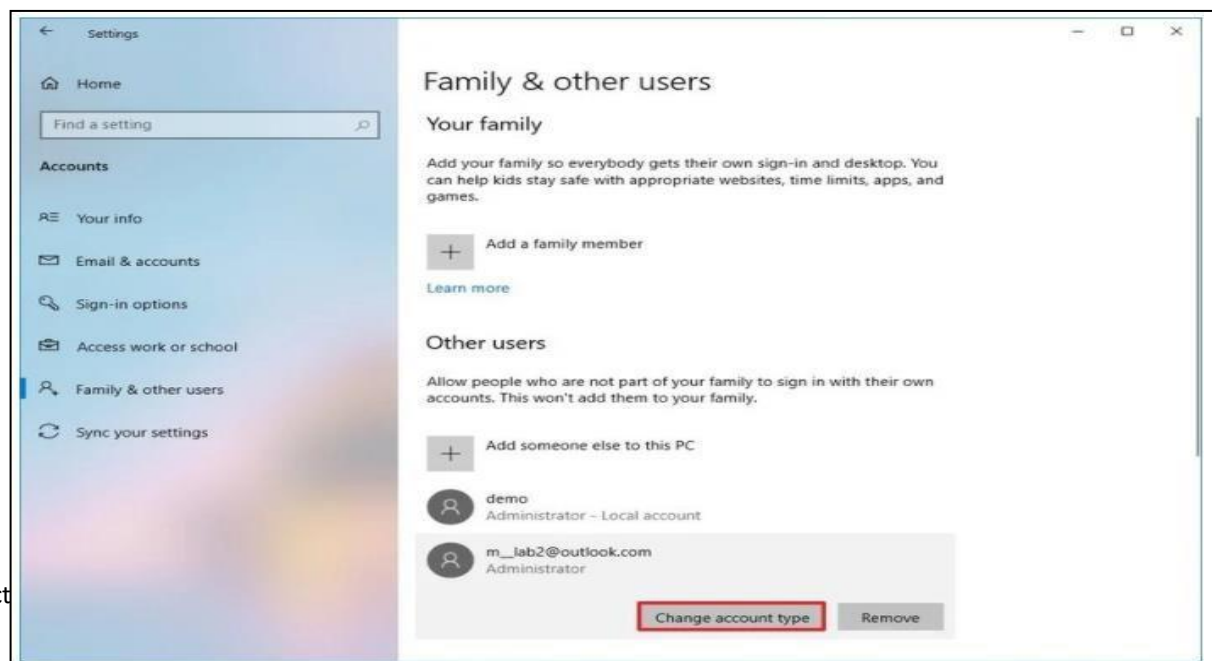 Settings
Home
Find a setting
Accounts
Your info
Email & accounts
Sign-in options
Access work or school
Family & other users
Sync your settings
Family & other users
Your family
Add your family so everybody gets their own sign-in and desktop. You
can help kids stay safe with appropriate websites, time limits, apps, and
games.
Add a family member
Learn more
Other users
Allow people who are not part of your family to sign in with their own
accounts. This won't add them to your family.
Add someone else to this PC
demo
Administrator - Local account
m__lab2@outlook.com
Administrator
Change account type
Remove